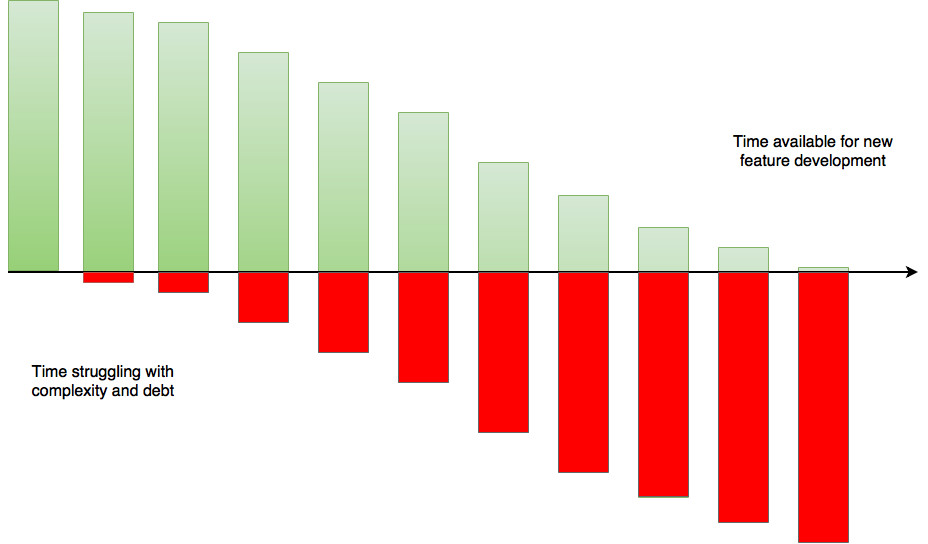 Time available for new
feature development
Time struggling with
complexity and debt